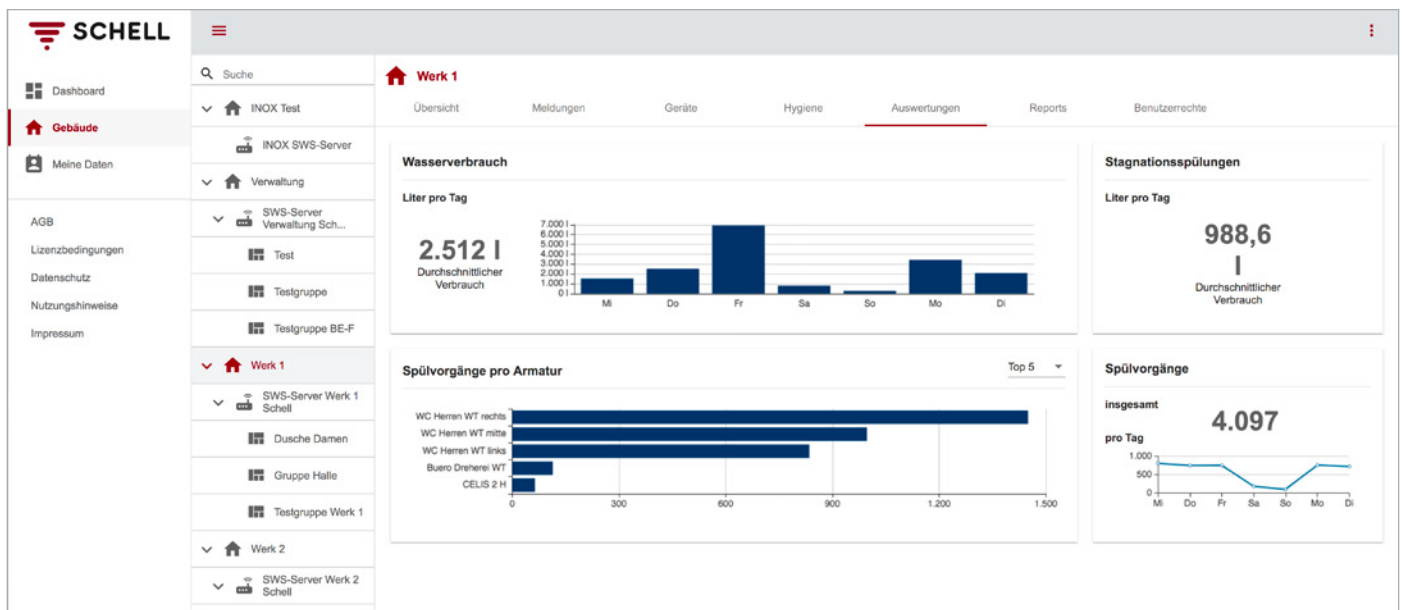 SCHELL
Dashboard
Gebäude
Meine Daten
AGB
Lizenzbedingungen
Datenschutz
Nutzungshinweise
Impressum
Suche
INOX Test
INOX SWS-Server
Verwaltung
SWS-Server
Verwaltung Sch...
Test
Testgruppe
Testgruppe BE-F
Werk 1
SWS-Server Werk 1
Schell
Dusche Damen
Gruppe Halle
Testgruppe Werk 1
Werk 2
SWS-Server Werk 2
Schell
Werk 1
Übersicht Meldungen Geräte Hygiene Auswertungen Reports Benutzerrechte
Wasserverbrauch
Liter pro Tag
2.512 l
Durchschnittlicher
Verbrauch
7.000 l
6.000 l
5.000 l
4.000 l
3.000 l
2.000 l
1.000 l
0 l
Mi Do Fr Sa So Mo Di
Stagnationsspülungen
Liter pro Tag
988,6
l
Durchschnittlicher
Verbrauch
Spülvorgänge pro Armatur
Top 5
WC Herren WT rechts
WC Herren WT mitte
WC Herren WT links
Buero Dreherei WT
CELIS 2 H
0 300 600 900 1.200 1.500
Spülvorgänge
insgesamt
4.097
pro Tag
1.000
500
0
Mi Do Fr Sa So Mo Di